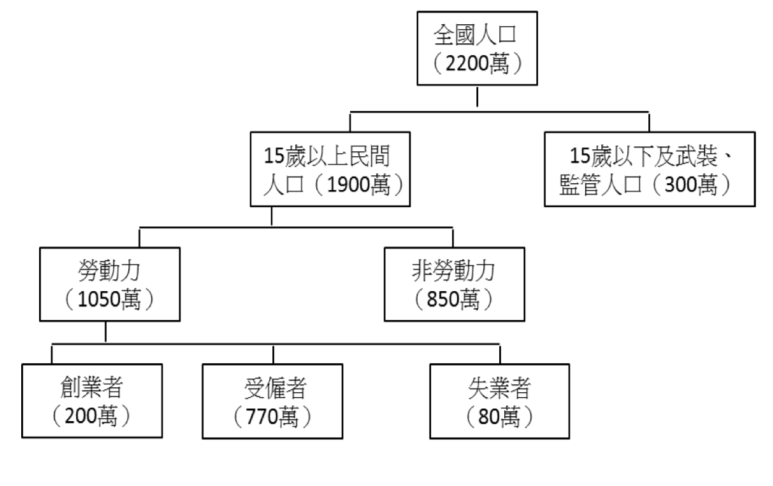 全國人口
（2200萬）
15歲以上民間
人口（1900萬）
15歲以下及武裝、
監管人口（300萬）
勞動力
（1050萬）
非勞動力
（850萬）
創業者
（200萬）
受僱者
（770萬）
失業者
（80萬）